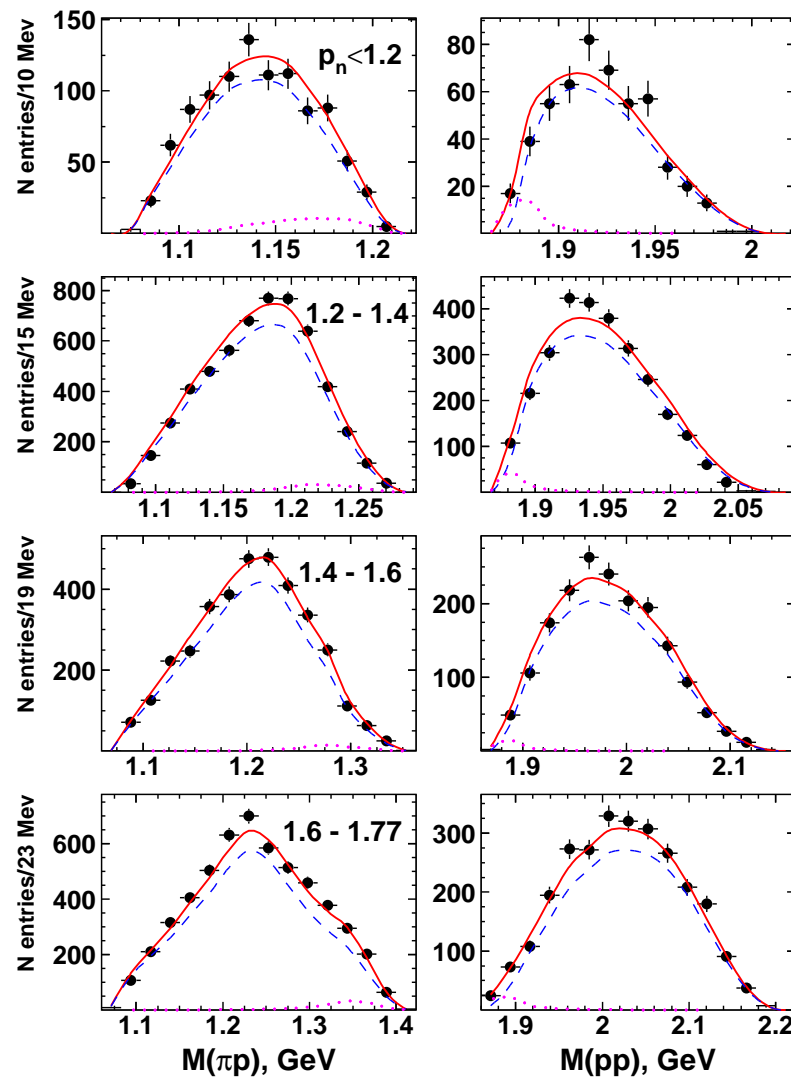 N entries/10 Mev
150
100
50
p_n<1.2
1.1 1.15 1.2
80
60
40
20
1.9 1.95 2
N entries/15 Mev
800
600
400
200
1.2 - 1.4
1.1 1.15 1.2 1.25
400
300
200
100
1.9 1.95 2 2.05
N entries/19 Mev
400
200
1.4 - 1.6
1.1 1.2 1.3
200
100
1.9 2 2.1
N entries/23 Mev
600
400
200
1.6 - 1.77
1.1 1.2 1.3 1.4
300
200
100
1.9 2 2.1 2.2
M(πp), GeV
M(pp), GeV